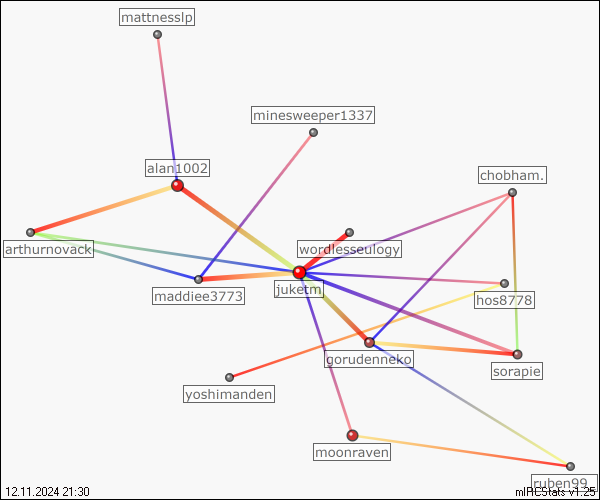 mattnesslp
minesweeper1337
alan1002
chobham.
arthurnovack
wordlesseulogy
maddiee3773
juketm
hos8778
gorudenneko
sorapie
yoshimanden
moonraven
ruben99_
12.11.2024 21:30
mIRCStats v1.25